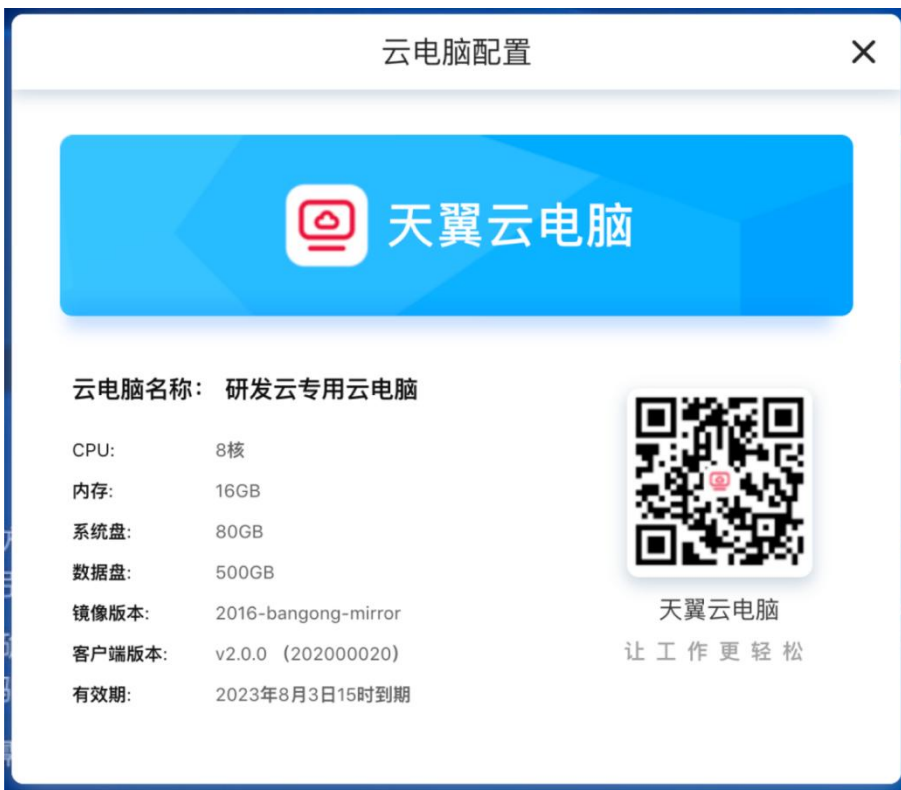 云电脑配置
天翼云电脑
云电脑名称： 研发云专用云电脑
CPU: 8核
内存: 16GB
系统盘: 80GB
数据盘: 500GB
镜像版本: 2016-bangong-mirror
客户端版本: v2.0.0 （202000020）
有效期: 2023年8月3日15时到期
天翼云电脑
让工作更轻松